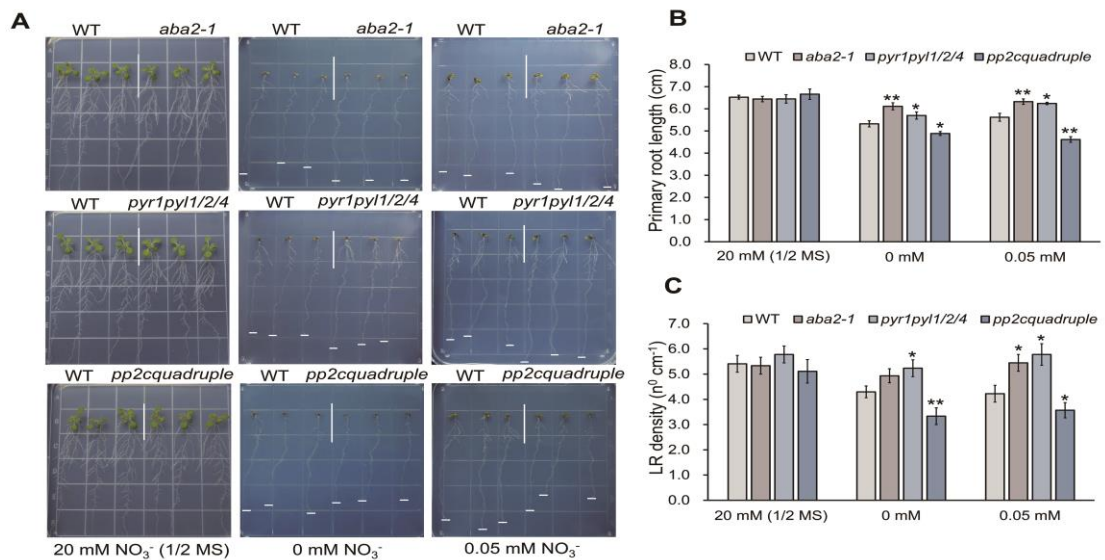 A
WT aba2-1 WT aba2-1 WT aba2-1
WT pyr1pyl1/2/4 WT pyr1pyl1/2/4 WT pyr1pyl1/2/4
WT pp2cquadruple WT pp2cquadruple WT pp2cquadruple
20 mM NO₃⁻ (1/2 MS) 0 mM NO₃⁻ 0.05 mM NO₃⁻
B
WT aba2-1 pyr1pyl1/2/4 pp2cquadruple
Primary root length (cm)
8.0
7.0
6.0
5.0
4.0
3.0
2.0
1.0
0.0
** * * ** * **
20 mM (1/2 MS) 0 mM 0.05 mM
C
WT aba2-1 pyr1pyl1/2/4 pp2cquadruple
LR density (n⁰ cm⁻¹)
7.0
6.0
5.0
4.0
3.0
2.0
1.0
0.0
* ** * * *
20 mM (1/2 MS) 0 mM 0.05 mM